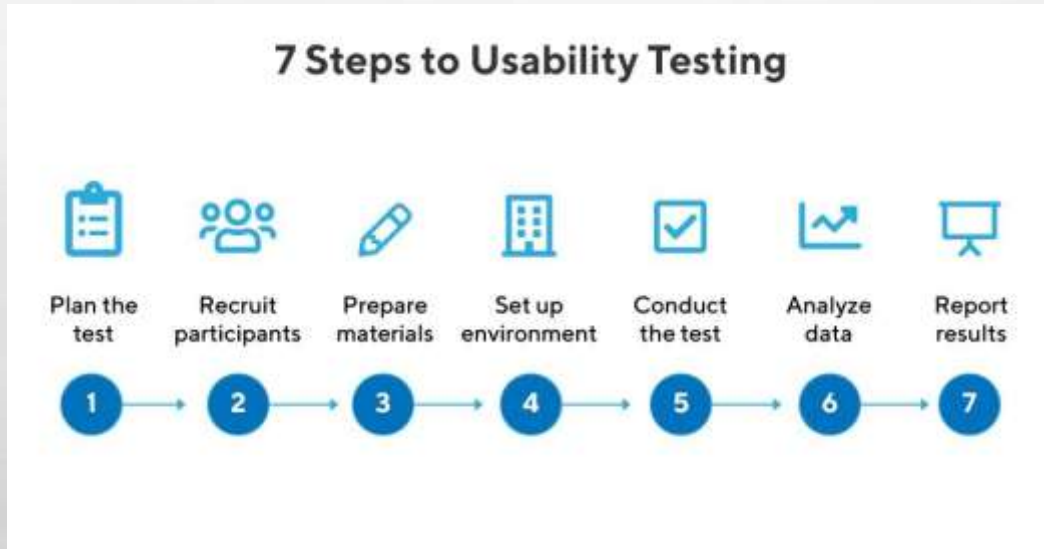 7 Steps to Usability Testing
Plan the
test
Recruit
participants
Prepare
materials
Set up
environment
Conduct
the test
Analyze
data
Report
results
1
2
3
4
5
6
7